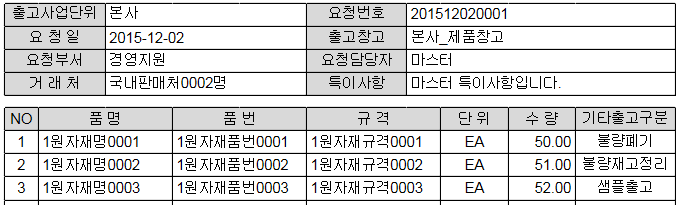 출고사업단위 본사 요청번호 201512020001
요 청 일 2015-12-02 출고창고 본사_제품창고
요청부서 경영지원 요청담당자 마스터
거 래 처 국내판매처0002명 특이사항 마스터 특이사항입니다.
NO 품 명 품 번 규 격 단 위 수 량 기타출고구분
1 1원자재명0001 1원자재품번0001 1원자재규격0001 EA 50.00 불량폐기
2 1원자재명0002 1원자재품번0002 1원자재규격0002 EA 51.00 불량재고정리
3 1원자재명0003 1원자재품번0003 1원자재규격0003 EA 52.00 샘플출고